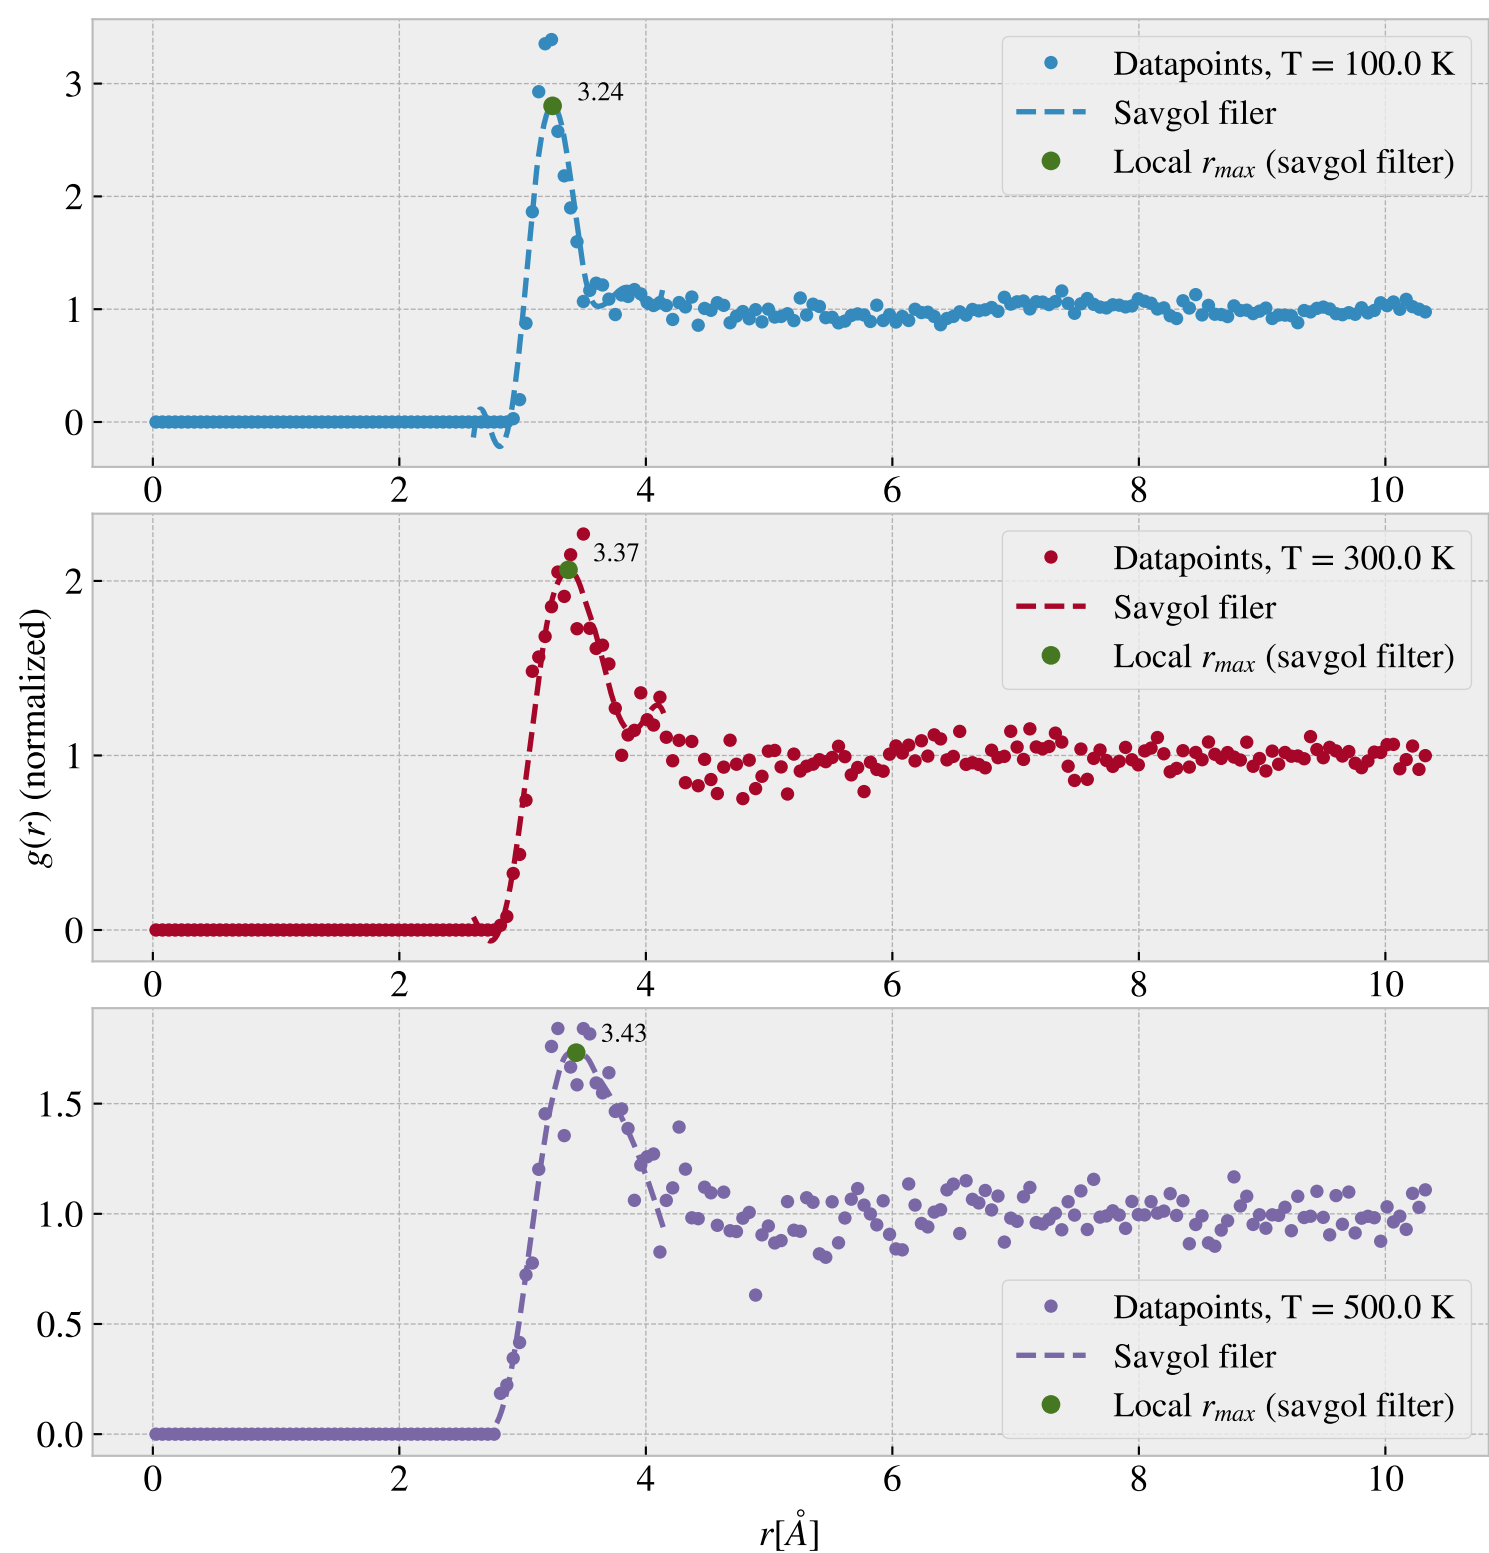 3
2
1
0
3.24
Datapoints, T = 100.0 K
Savgol filer
Local r_max (savgol filter)
0 2 4 6 8 10
g(r) (normalized)
2
1
0
3.37
Datapoints, T = 300.0 K
Savgol filer
Local r_max (savgol filter)
0 2 4 6 8 10
1.5
1.0
0.5
0.0
3.43
Datapoints, T = 500.0 K
Savgol filer
Local r_max (savgol filter)
0 2 4 6 8 10
r[Å]